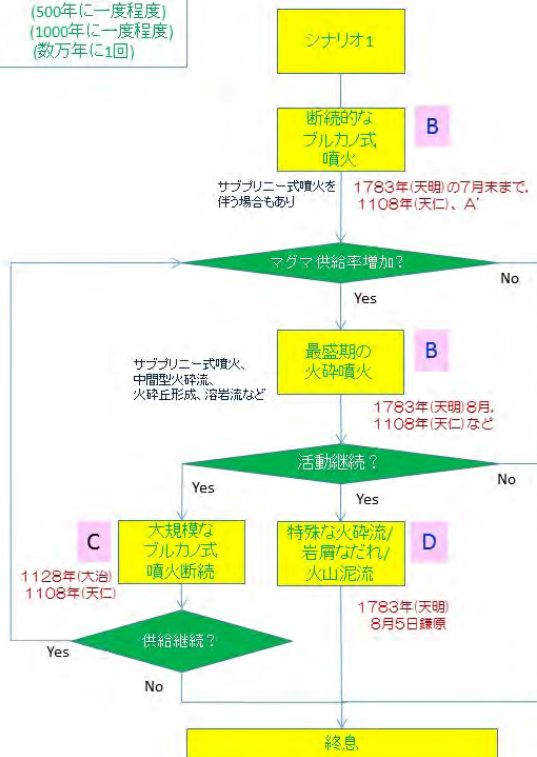 (500年に一度程度)
(1000年に一度程度)
(数万年に1回)
シナリオ1
断続的な
ブルカノ式
噴火
B
サブプリニー式噴火を
伴う場合もあり
1783年(天明)の7月末まで、
1108年(天仁)、A'
マグマ供給率増加?
No
Yes
最盛期の
火砕噴火
B
サブプリニー式噴火、
中間型火砕流、
火砕丘形成、溶岩流など
1783年(天明)8月、
1108年(天仁)など
活動継続?
No
Yes
Yes
C
大規模な
ブルカノ式
噴火断続
1128年(大治)
1108年(天仁)
特殊な火砕流/
岩屑なだれ/
火山泥流
D
1783年(天明)
8月5日鎌原
供給継続?
Yes
No
終息